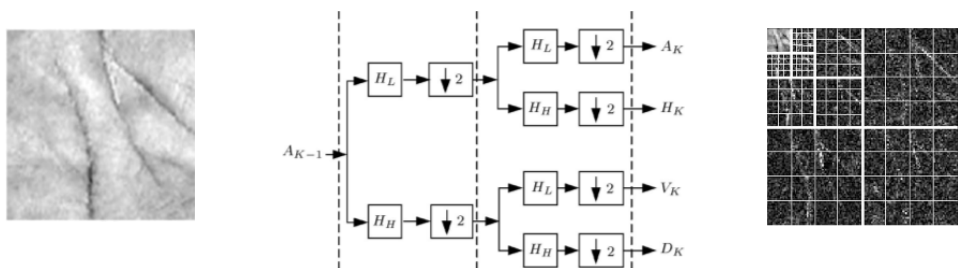 H_L ↓ 2 A_K
H_L ↓ 2
H_H ↓ 2 H_K
A_{K−1}
H_L ↓ 2 V_K
H_H ↓ 2
H_H ↓ 2 D_K